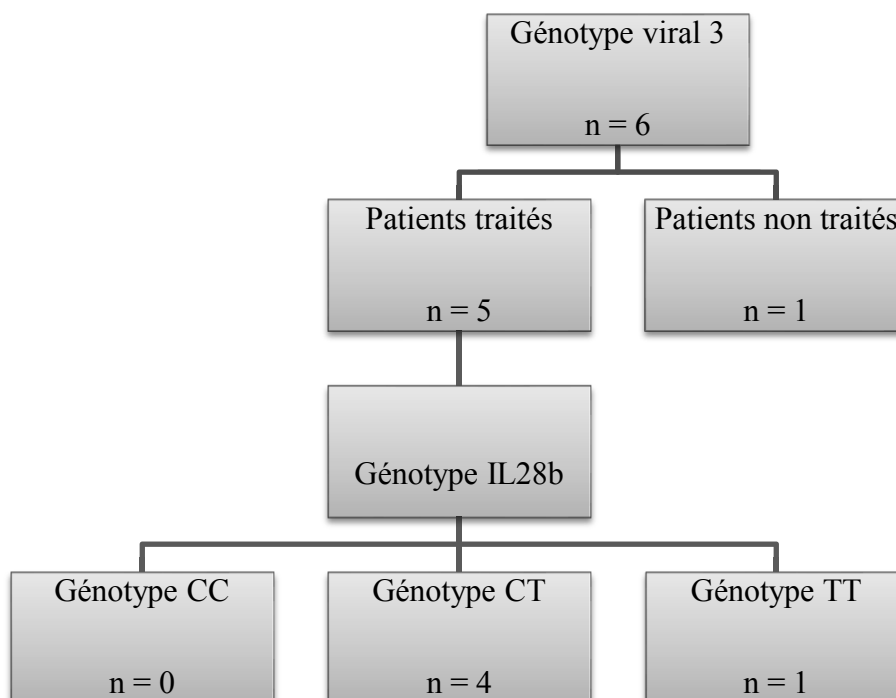 Génotype viral 3
n = 6
Patients traités
n = 5
Patients non traités
n = 1
Génotype IL28b
Génotype CC
n = 0
Génotype CT
n = 4
Génotype TT
n = 1